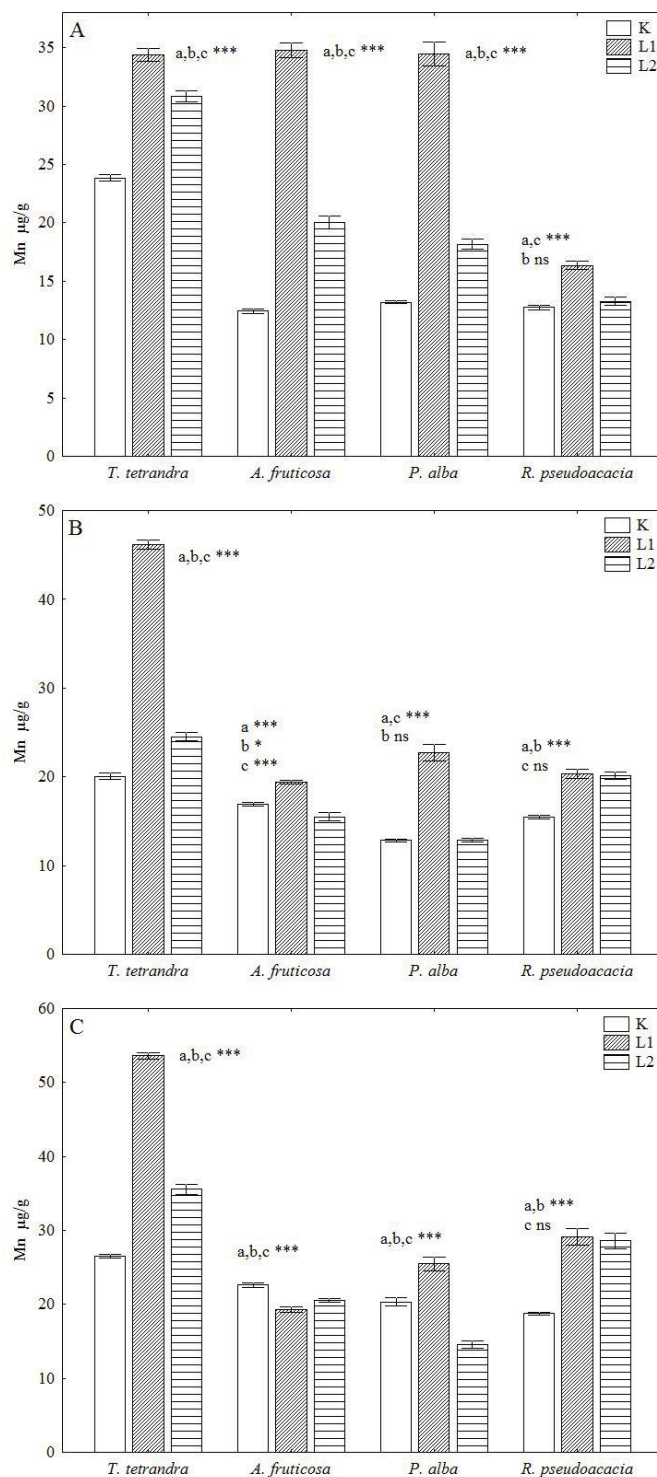 A
K
L1
L2
35
30
25
20
15
10
5
0
Mn µg/g
a,b,c ***
a,b,c ***
a,b,c ***
a,c ***
b ns
T. tetrandra A. fruticosa P. alba R. pseudoacacia
B
K
L1
L2
50
40
30
20
10
0
Mn µg/g
a,b,c ***
a ***
b *
c ***
a,c ***
b ns
a,b ***
c ns
T. tetrandra A. fruticosa P. alba R. pseudoacacia
C
K
L1
L2
60
50
40
30
20
10
0
Mn µg/g
a,b,c ***
a,b,c ***
a,b,c ***
a,b ***
c ns
T. tetrandra A. fruticosa P. alba R. pseudoacacia